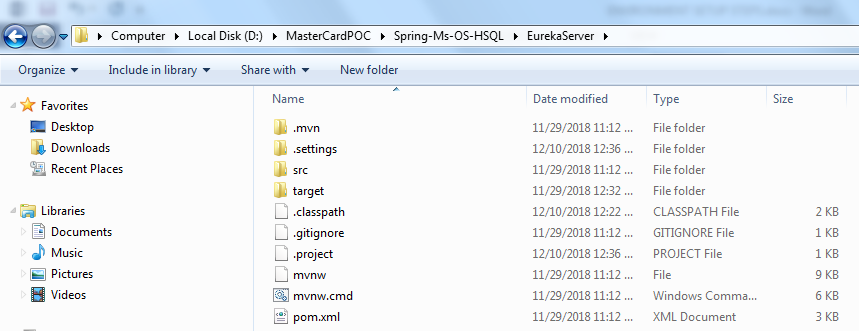 Computer Local Disk (D:) MasterCardPOC Spring-Ms-OS-HSQL EurekaServer
Organize Include in library Share with New folder
Name Date modified Type Size
Favorites
Desktop
Downloads
Recent Places
Libraries
Documents
Music
Pictures
Videos
.mvn 11/29/2018 11:12 ... File folder
.settings 12/10/2018 12:36 ... File folder
src 11/29/2018 11:12 ... File folder
target 11/29/2018 12:32 ... File folder
.classpath 12/10/2018 12:22 ... CLASSPATH File 2 KB
.gitignore 11/29/2018 11:12 ... GITIGNORE File 1 KB
.project 12/10/2018 12:36 ... PROJECT File 1 KB
mvnw 11/29/2018 11:12 ... File 9 KB
mvnw.cmd 11/29/2018 11:12 ... Windows Comma... 6 KB
pom.xml 11/29/2018 11:12 ... XML Document 3 KB